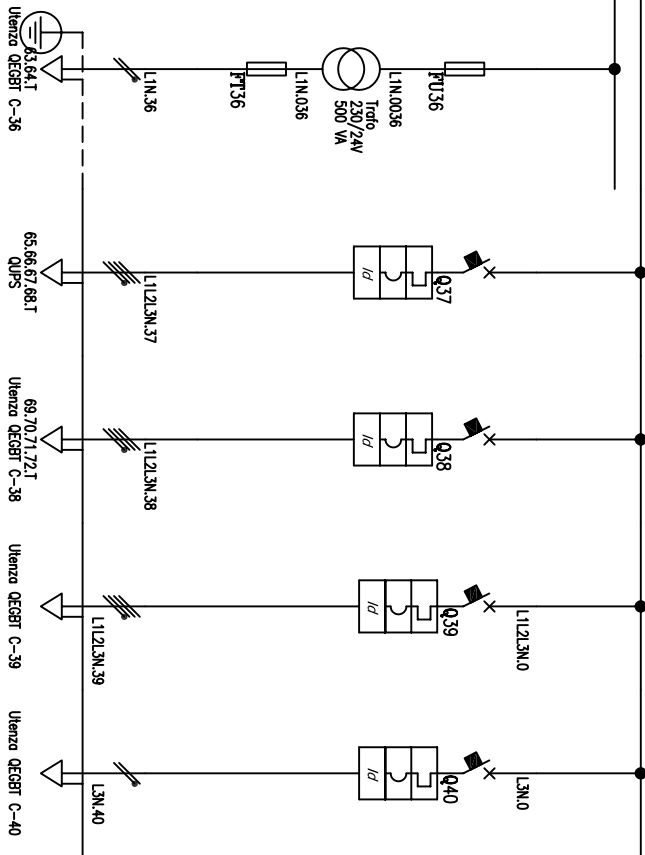 FU36
L1N.0036
Trafo
230/24V
500 VA
L1N.036
FT36
L1N.36
63.64.T
Utenza QEGBT C-36
Q37
Id
L1L2L3N.37
65.66.67.68.T
QUPS
Q38
Id
L1L2L3N.38
69.70.71.72.T
Utenza QEGBT C-38
L1L2L3N.0
Q39
Id
L1L2L3N.39
Utenza QEGBT C-39
L3N.0
Q40
Id
L3N.40
Utenza QEGBT C-40